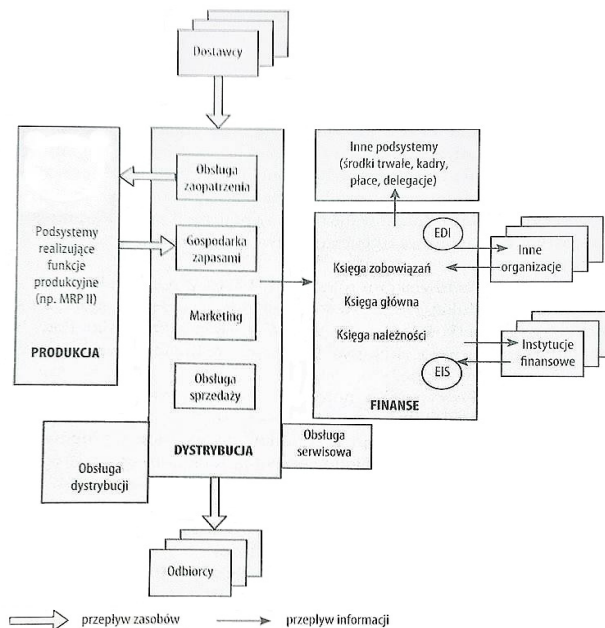 Dostawcy
Obsługa
zaopatrzenia
Gospodarka
zapasami
Marketing
Obsługa
sprzedaży
DYSTRYBUCJA
Podsystemy
realizujące
funkcje
produkcyjne
(np. MRP II)
PRODUKCJA
Inne podsystemy
(środki trwałe, kadry,
płace, delegacje)
EDI
Księga zobowiązań
Księga główna
Księga należności
EIS
FINANSE
Inne
organizacje
Instytucje
finansowe
Obsługa
dystrybucji
Obsługa
serwisowa
Odbiorcy
przepływ zasobów
przepływ informacji